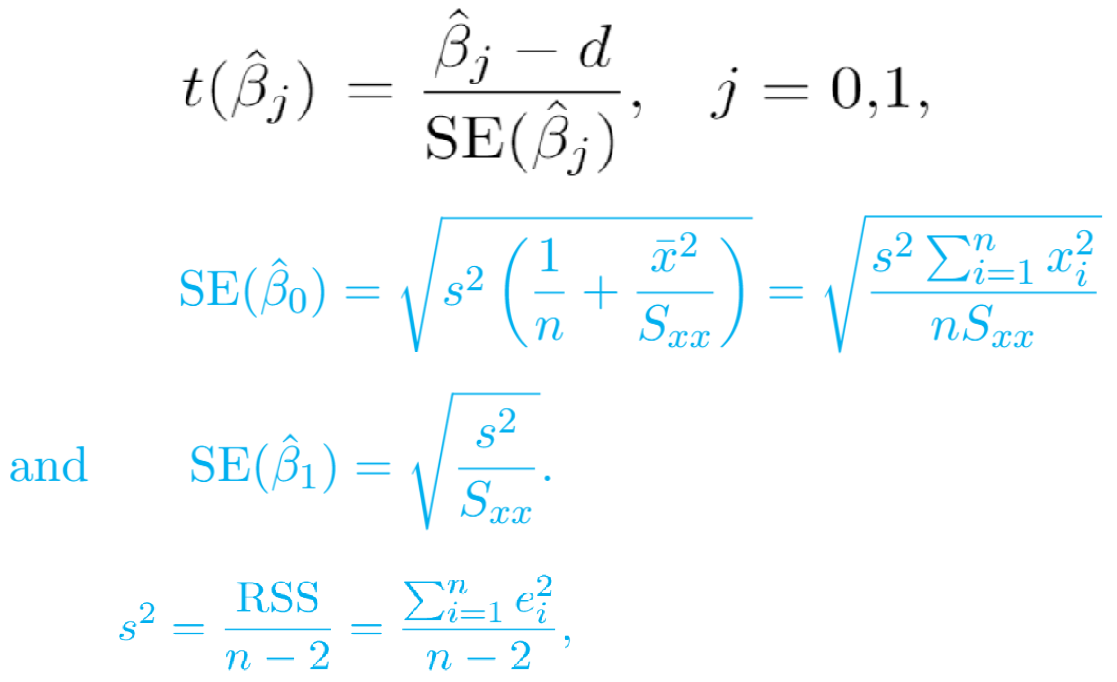 t(β̂_j) = (β̂_j − d) / SE(β̂_j), j = 0,1,
SE(β̂_0) = √(s² (1/n + x̄²/S_xx)) = √(s² ∑_{i=1}^{n} x_i² / (nS_xx))
and SE(β̂_1) = √(s²/S_xx).
s² = RSS/(n − 2) = ∑_{i=1}^{n} e_i² / (n − 2),